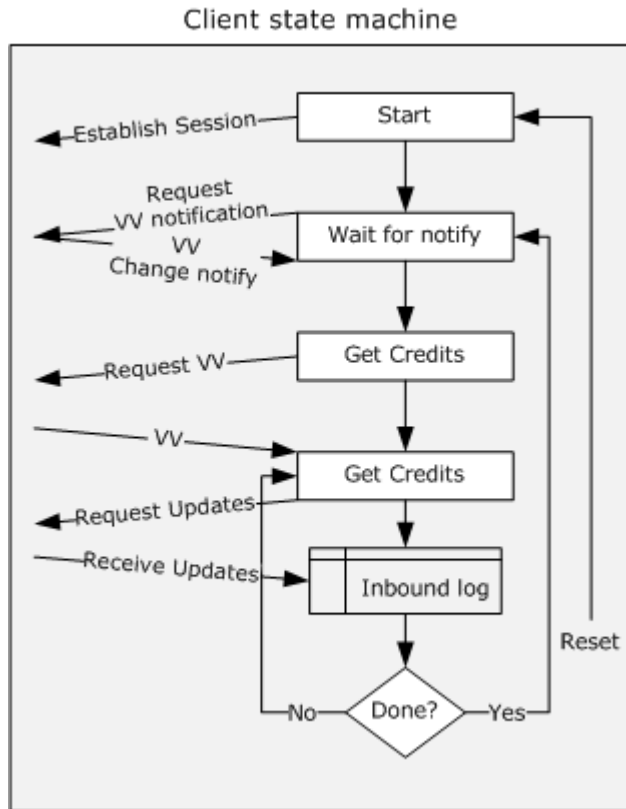 Client state machine
Start
Establish Session
Request
VV notification
VV
Change notify
Wait for notify
Get Credits
Request VV
VV
Get Credits
Request Updates
Receive Updates
Inbound log
Reset
No
Done?
Yes